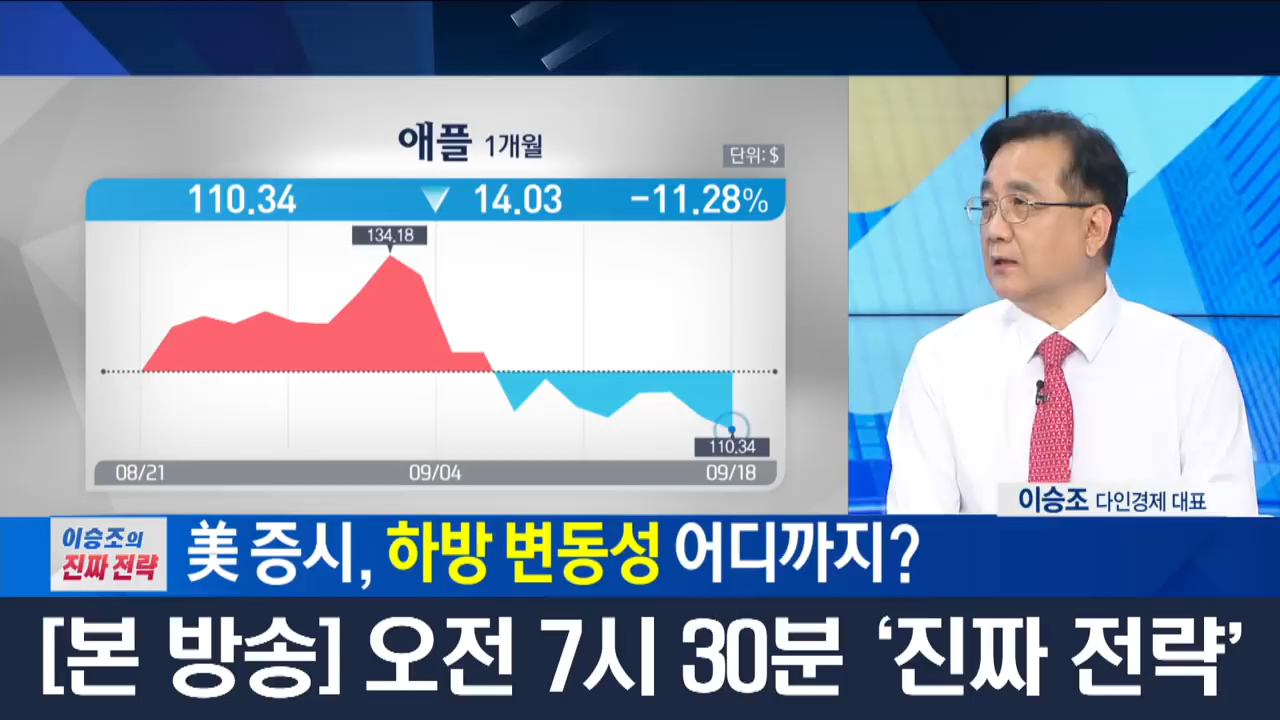 애플 1개월
단위: $
110.34 ▼ 14.03 -11.28%
134.18
110.34
08/21 09/04 09/18
이승조 다인경제 대표
이승조의
진짜 전략
美 증시, 하방 변동성 어디까지?
[본 방송] 오전 7시 30분 ‘진짜 전략’